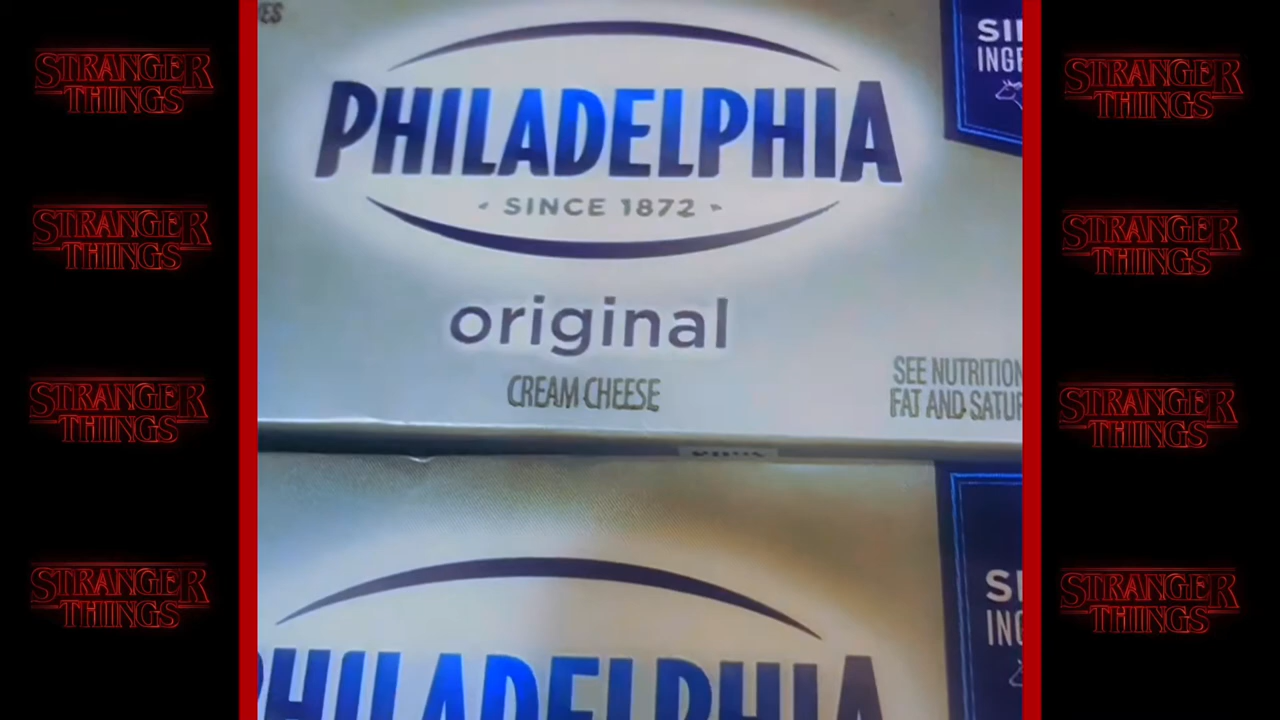 STRANGER
THINGS
STRANGER
THINGS
STRANGER
THINGS
STRANGER
THINGS
PHILADELPHIA
SINCE 1872
original
CREAM CHEESE
SEE NUTRITION
FAT AND
PHILADELPHIA
STRANGER
THINGS
STRANGER
THINGS
STRANGER
THINGS
STRANGER
THINGS